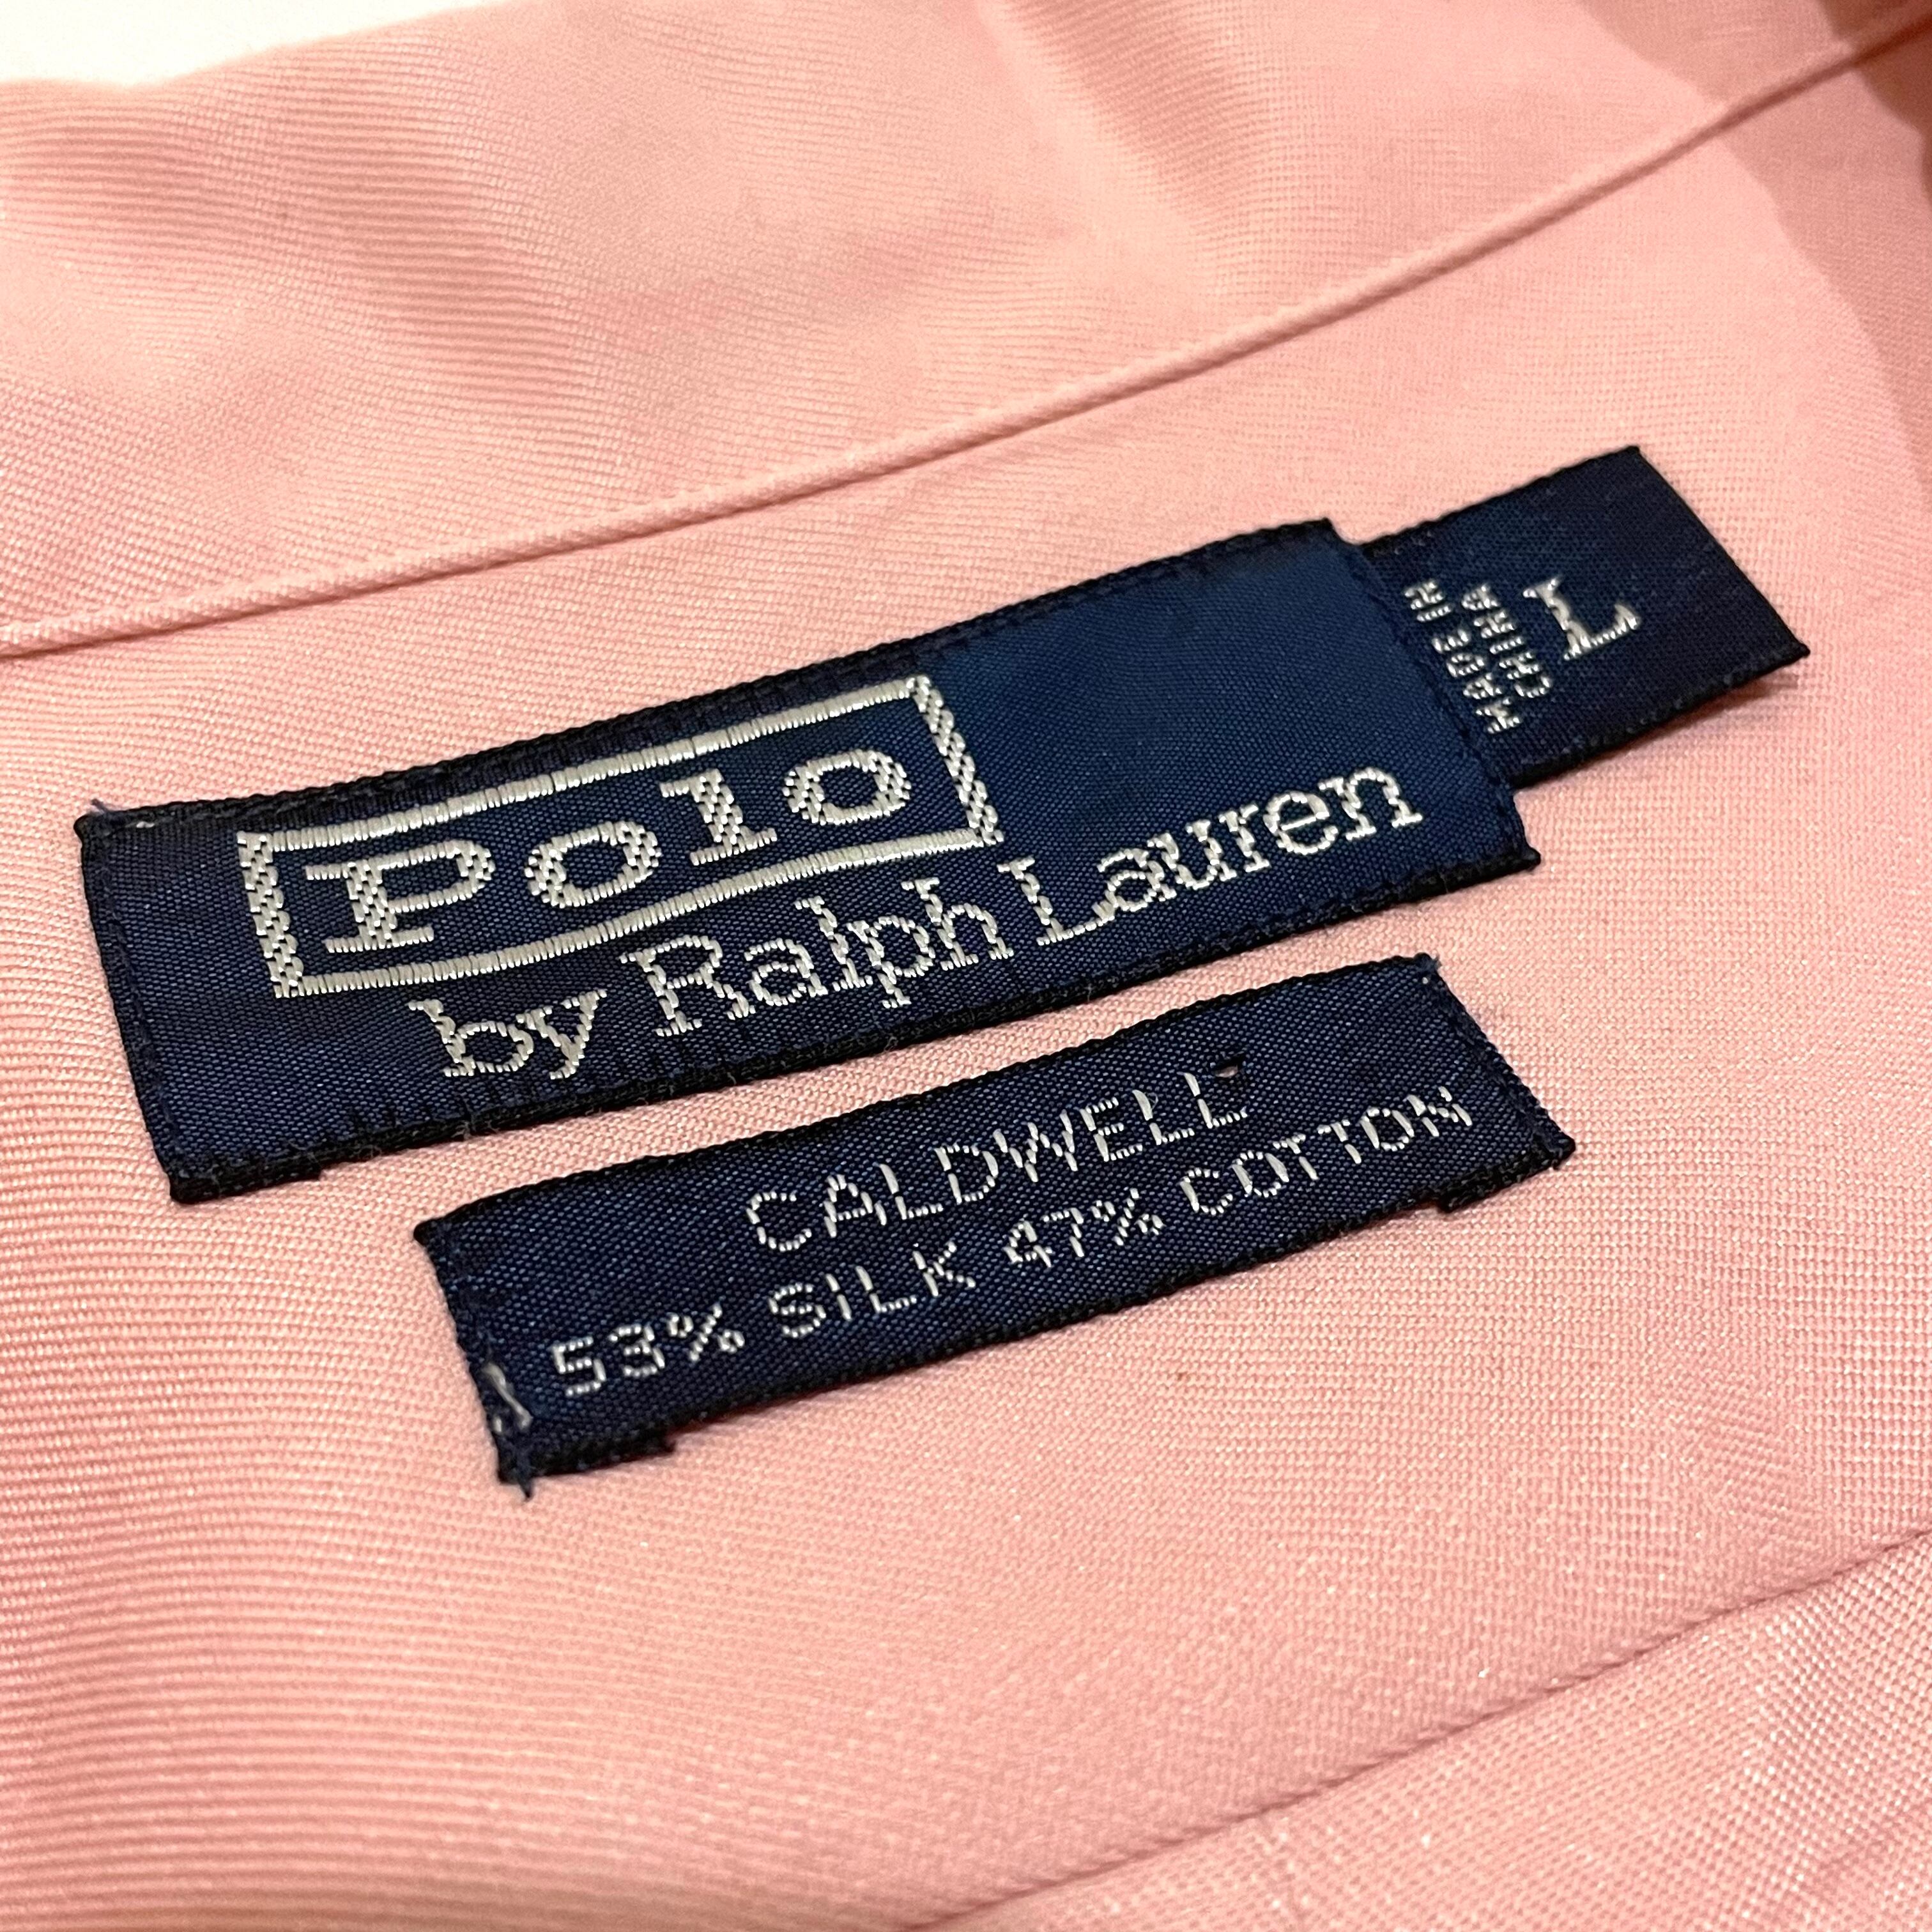 Polo
by Ralph Lauren
MADE IN
CHINA
L
CALDWELL
53% SILK 47% COTTON